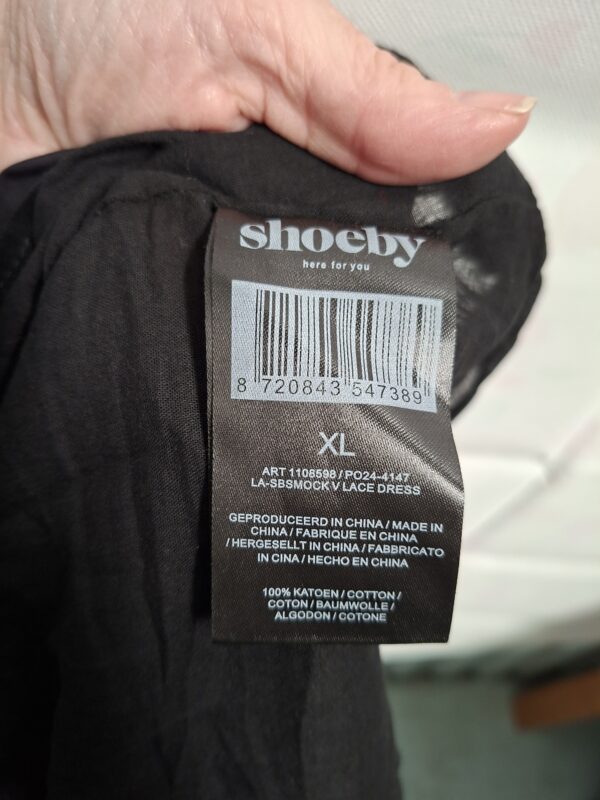 shoeby
here for you
8 720843 547389
XL
ART 1108598 / PO24-4147
LA-SBSMOCK V LACE DRESS
GEPRODUCEERD IN CHINA / MADE IN
CHINA / FABRIQUE EN CHINA
/ HERGESELLT IN CHINA / FABBRICATO
IN CINA / HECHO EN CHINA
100% KATOEN / COTTON /
COTON / BAUMWOLLE /
ALGODON / COTONE